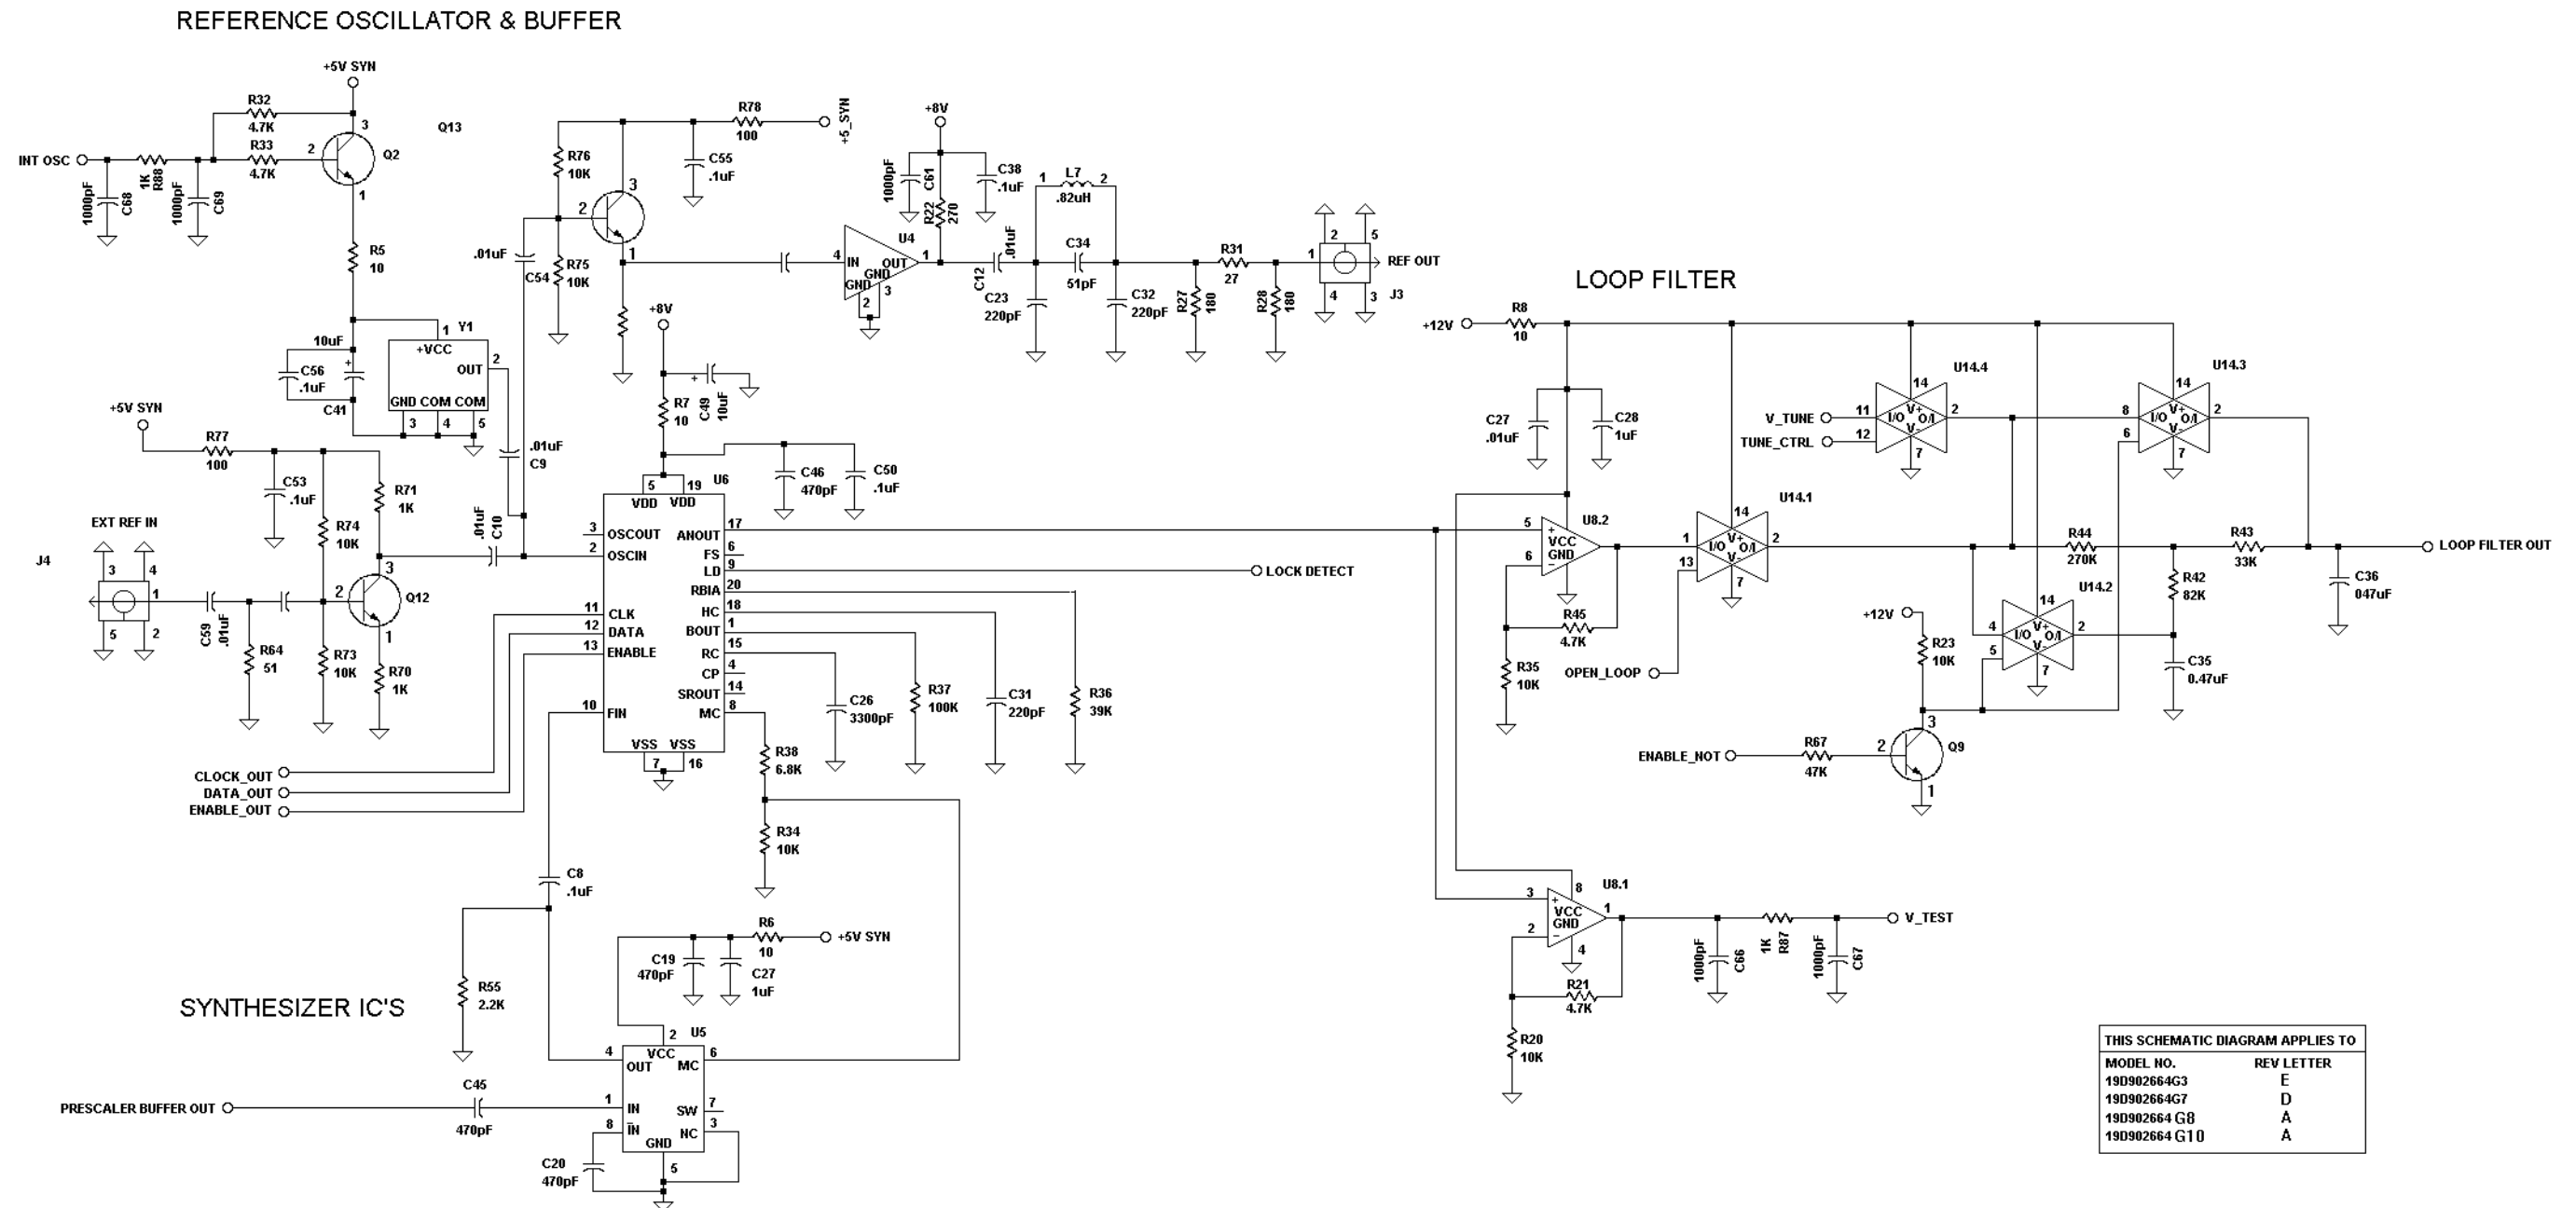 REFERENCE OSCILLATOR & BUFFER
+5V SYN
R32
4.7K
3
Q13
INT OSC
R33
4.7K
2
Q2
1
1K
R88
1000pF
C68
1000pF
C69
R5
10
R76
10K
C55
.1uF
R78
100
+5_SYN
3
2
1
.01uF
C54
R75
10K
+8V
1000pF
C61
C38
.1uF
R22
270
U4
4
IN
OUT
1
GND
GND
2
3
C12
.01uF
1
L7
2
.82uH
C34
51pF
C23
220pF
C32
220pF
R27
180
R31
27
R28
180
2
5
1
REF OUT
4
3
J3
10uF
+
C56
.1uF
C41
1
Y1
+VCC
2
OUT
GND COM COM
3
4
5
.01uF
C9
+8V
+
C49
10uF
R7
10
C46
470pF
C50
.1uF
+5V SYN
R77
100
C53
.1uF
R71
1K
R74
10K
.01uF
C10
EXT REF IN
J4
3
4
1
5
2
C59
.01uF
R64
51
R73
10K
2
3
Q12
1
R70
1K
U6
5
19
VDD VDD
3
OSCOUT
2
OSCIN
11
CLK
12
DATA
13
ENABLE
10
FIN
ANOUT
17
FS
6
LD
9
LOCK DETECT
RBIA
20
HC
18
BOUT
1
RC
15
CP
4
SROUT
14
MC
8
VSS VSS
7
16
C26
3300pF
R37
100K
C31
220pF
R36
39K
R38
6.8K
R34
10K
CLOCK_OUT
DATA_OUT
ENABLE_OUT
C8
.1uF
R55
2.2K
SYNTHESIZER IC'S
R6
10
+5V SYN
C19
470pF
C27
1uF
U5
2
VCC
4
OUT
MC
6
PRESCALER BUFFER OUT
C45
470pF
1
IN
SW
7
8
IN
NC
3
GND
5
C20
470pF
LOOP FILTER
+12V
R8
10
C27
.01uF
C28
1uF
5
+
VCC
GND
6
-
U8.2
R45
4.7K
R35
10K
OPEN_LOOP
1
13
14
V+
I/O
O/I
V-
2
7
U14.1
V_TUNE
11
TUNE_CTRL
12
14
V+
I/O
O/I
V-
2
7
U14.4
8
6
14
V+
I/O
O/I
V-
2
7
U14.3
R44
270K
R43
33K
LOOP FILTER OUT
U14.2
4
5
14
V+
I/O
O/I
V-
2
7
R42
82K
C36
047uF
C35
0.47uF
+12V
R23
10K
ENABLE_NOT
R67
47K
2
3
Q9
1
U8.1
3
+
8
VCC
GND
1
2
-
4
R21
4.7K
R20
10K
1000pF
C66
1K
R87
1000pF
C67
V_TEST
THIS SCHEMATIC DIAGRAM APPLIES TO
MODEL NO. REV LETTER
19D902664G3 E
19D902664G7 D
19D902664 G8 A
19D902664 G10 A